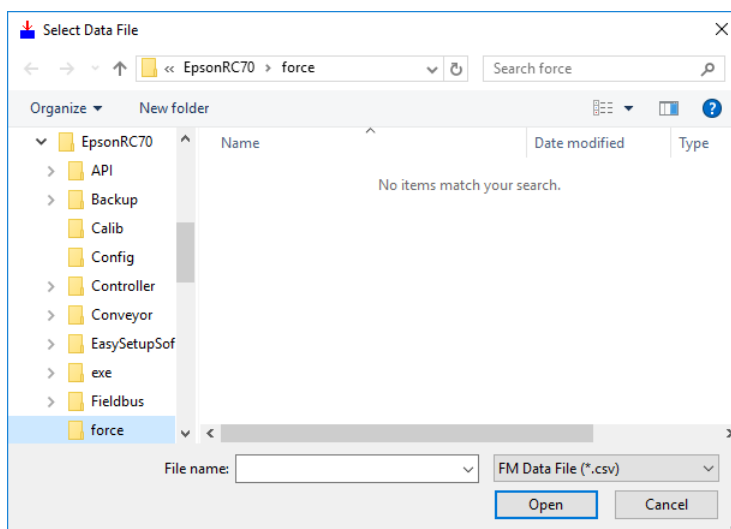 Select Data File
« EpsonRC70 > force
Search force
Organize
New folder
?
EpsonRC70
Name
Date modified
Type
API
No items match your search.
Backup
Calib
Config
Controller
Conveyor
EasySetupSof
exe
Fieldbus
force
File name:
FM Data File (*.csv)
Open
Cancel